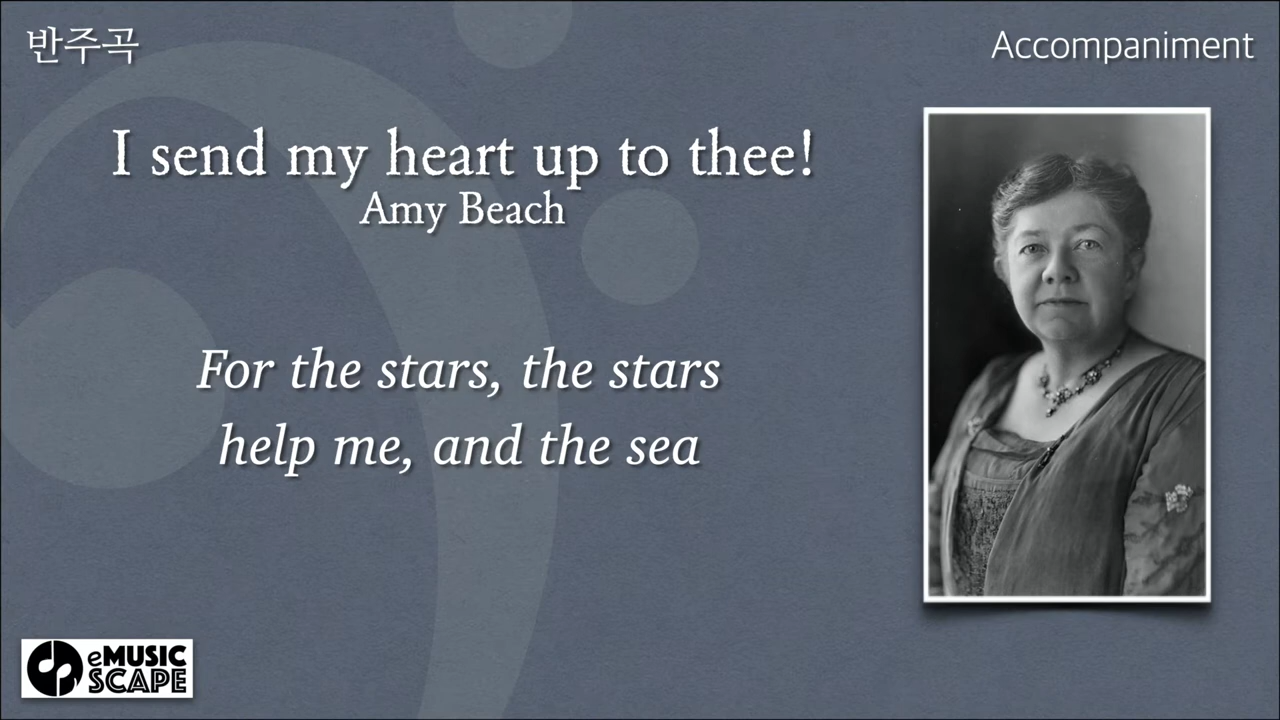 반주곡
Accompaniment
I send my heart up to thee!
Amy Beach
For the stars, the stars
help me, and the sea
eMUSIC
SCAPE